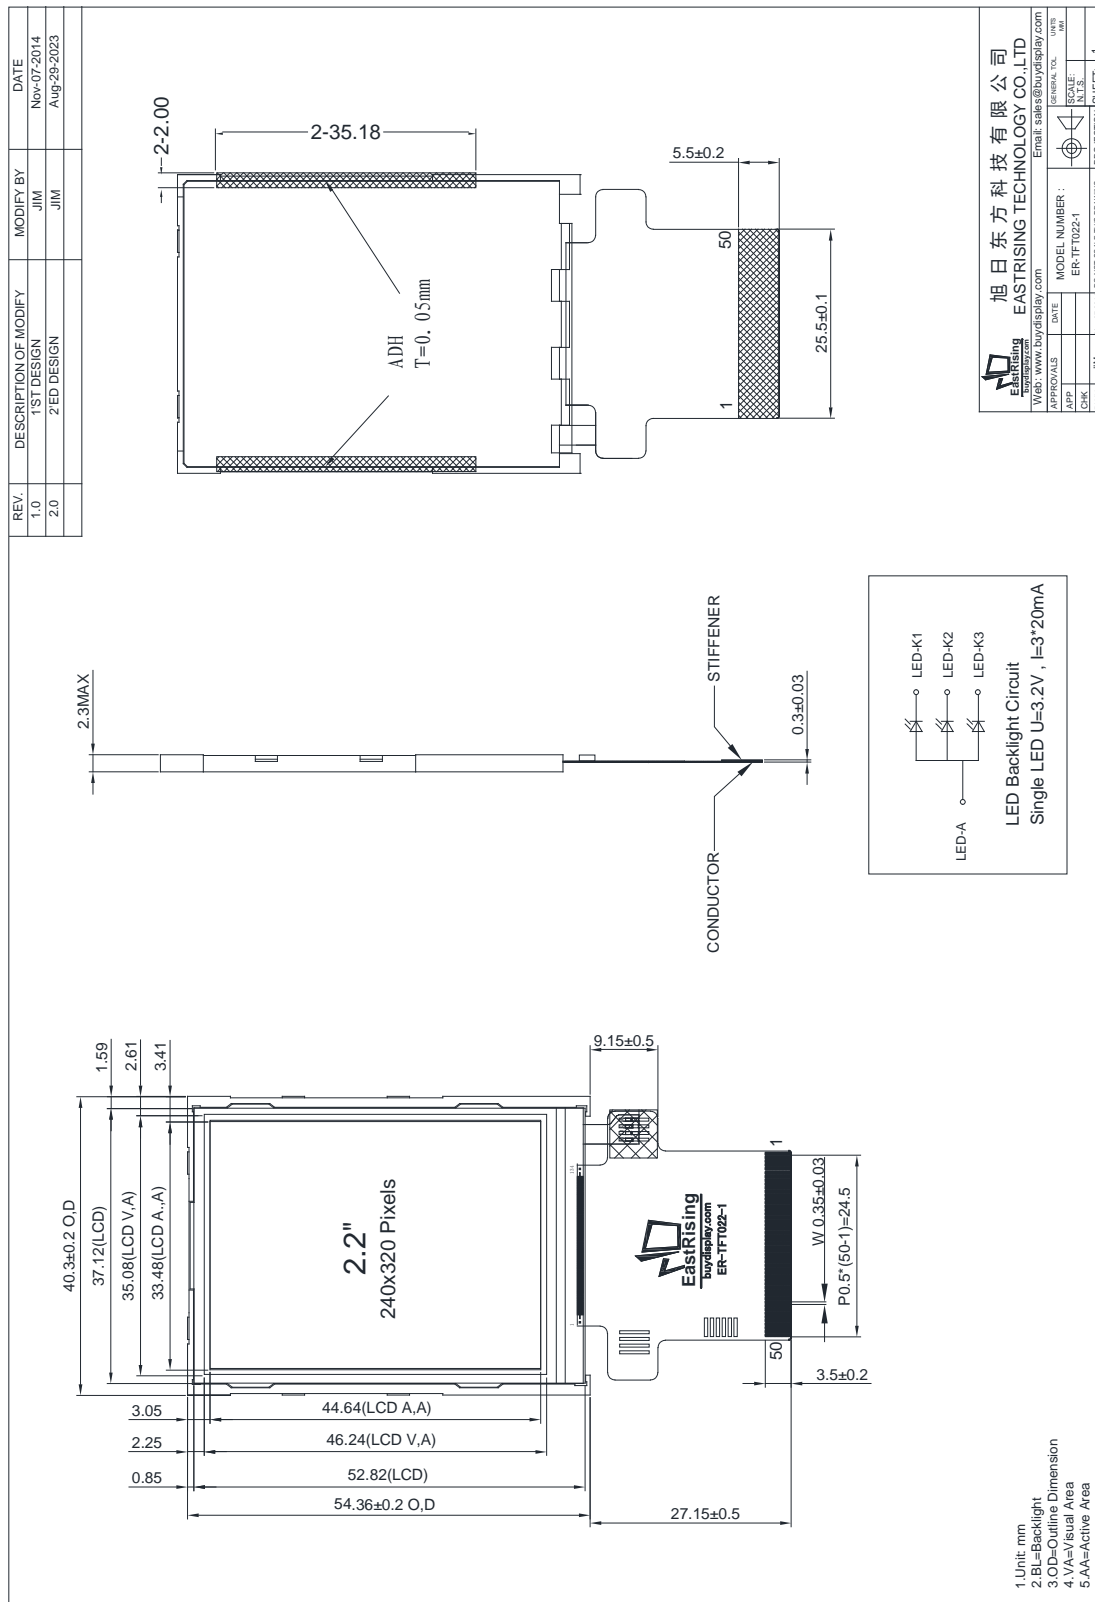 REV.	DESCRIPTION OF MODIFY	MODIFY BY	DATE
1.0	1'ST DESIGN	JIM	Nov-07-2014
2.0	2'ED DESIGN	JIM	Aug-29-2023
2-2.00
2-35.18
5.5±0.2
ADH
T=0.05mm
50
1
25.5±0.1
2.3MAX
STIFFENER
CONDUCTOR
0.3±0.03
LED-A
LED-K1
LED-K2
LED-K3
LED Backlight Circuit
Single LED U=3.2V , I=3*20mA
40.3±0.2 O,D
37.12(LCD)
35.08(LCD V,A)
33.48(LCD A.,A)
1.59
2.61
3.41
9.15±0.5
2.2"
240x320 Pixels
EastRising
buydisplay.com
ER-TFT022-1
1
50
W 0.35±0.03
P0.5*(50-1)=24.5
3.5±0.2
3.05
44.64(LCD A,A)
2.25
46.24(LCD V,A)
0.85
52.82(LCD)
54.36±0.2 O,D
27.15±0.5
1.Unit: mm
2.BL=Backlight
3.OD=Outline Dimension
4.VA=Visual Area
5.AA=Active Area
EastRising
buydisplay.com
旭日东方科技有限公司
EASTRISING TECHNOLOGY CO.,LTD
Web: www.buydisplay.com	Email: sales@buydisplay.com
APPROVALS	DATE
APP
CHK
MODEL NUMBER :
ER-TFT022-1
GENERAL TOL.
UNITS
MM
SCALE:
N.T.S.